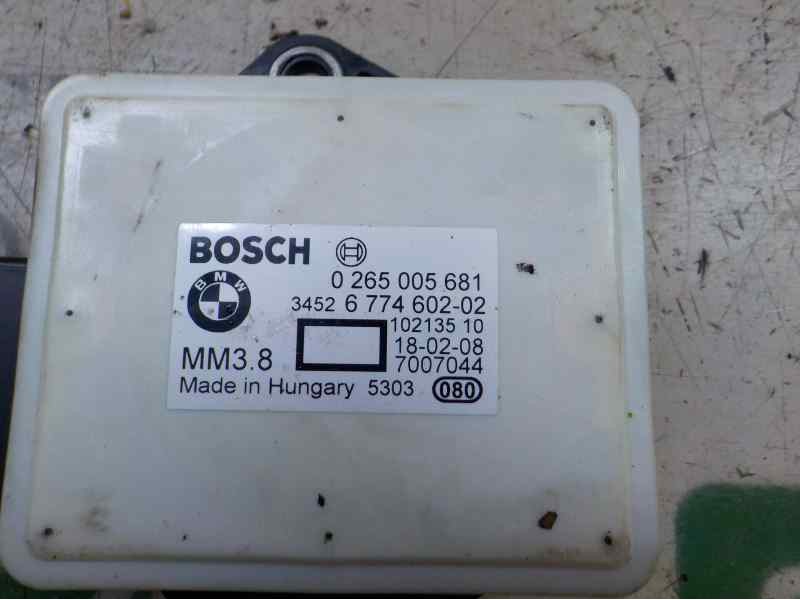 BOSCH
BMW
0 265 005 681
3452 6 774 602-02
102135 10
18-02-08
MM3.8
7007044
Made in Hungary 5303 080